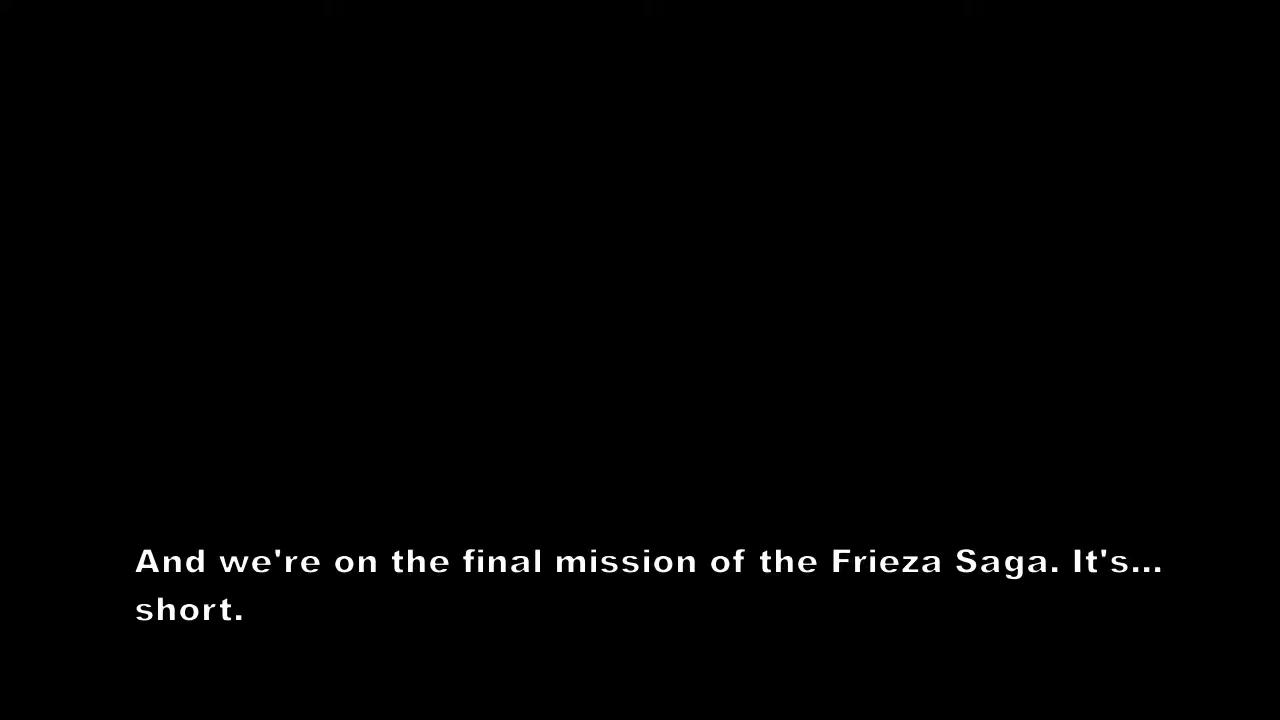 And we're on the final mission of the Frieza Saga. It's...
short.